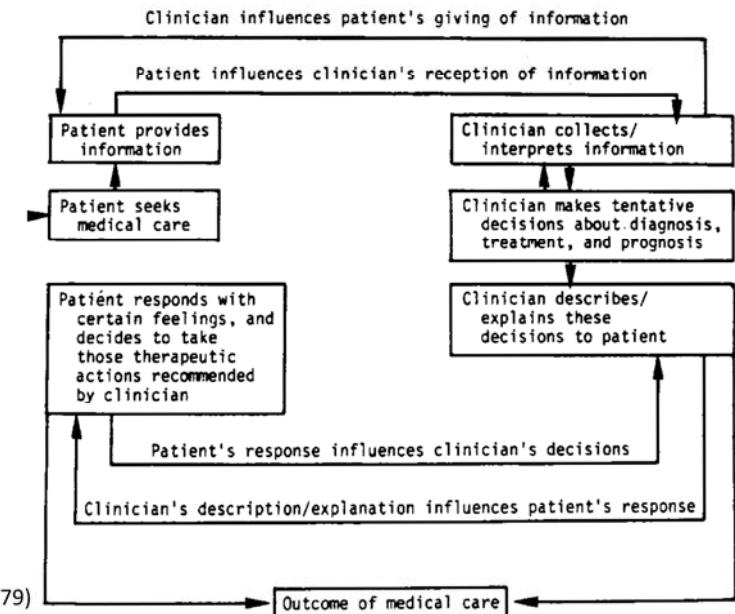 Clinician influences patient's giving of information
Patient influences clinician's reception of information
Patient provides
information
Clinician collects/
interprets information
Patient seeks
medical care
Clinician makes tentative
decisions about diagnosis,
treatment, and prognosis
Patient responds with
certain feelings, and
decides to take
those therapeutic
actions recommended
by clinician
Clinician describes/
explains these
decisions to patient
Patient's response influences clinician's decisions
Clinician's description/explanation influences patient's response
79)
Outcome of medical care